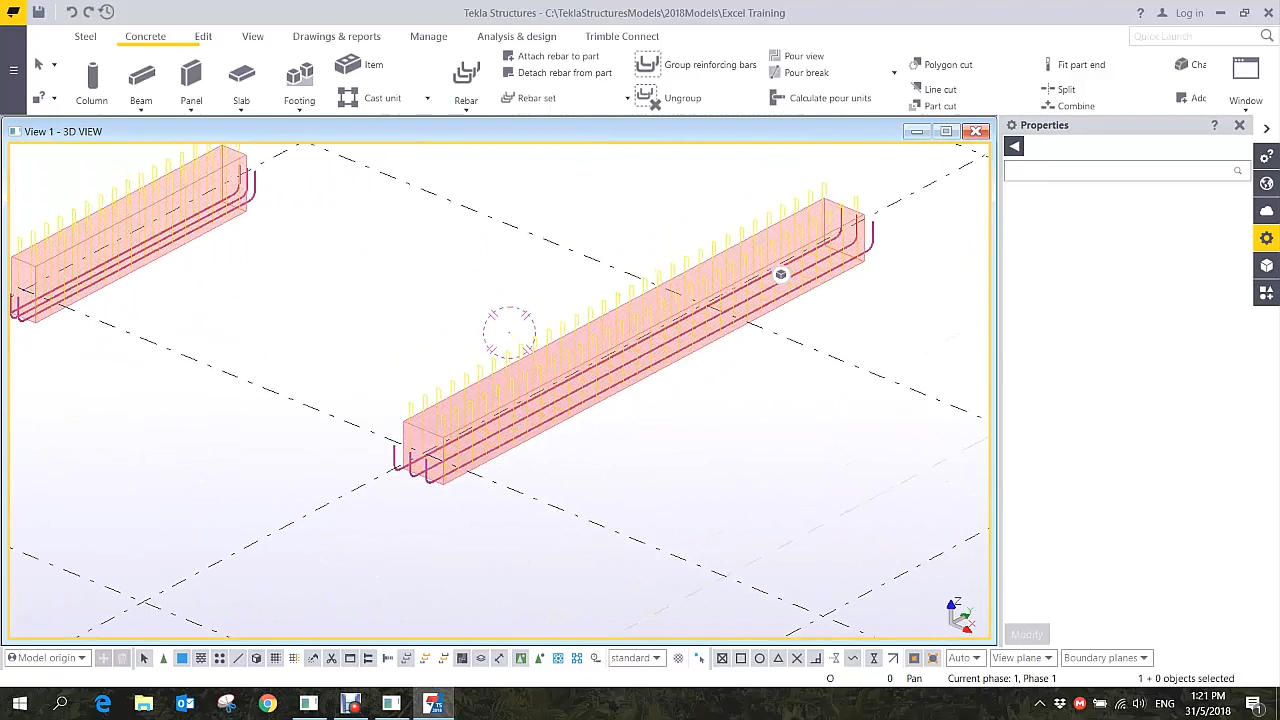 Tekla Structures - C:\TeklaStructuresModels\2018Models\Excel Training
? Log in
Steel Concrete Edit View Drawings & reports Manage Analysis & design Trimble Connect
Quick Launch
Column Beam Panel Slab Footing
Item
Cast unit
Rebar
Attach rebar to part
Detach rebar from part
Rebar set
Group reinforcing bars
Ungroup
Pour view
Pour break
Calculate pour units
Polygon cut
Line cut
Part cut
Fit part end
Split
Combine
Cha
Adc
Window
View 1 - 3D VIEW
Properties ?
Z
Y
X
Modify
Model origin
standard
Auto
View plane
Boundary planes
O 0 Pan Current phase: 1, Phase 1 1 + 0 objects selected
TS
2018
ENG
1:21 PM
31/5/2018
1